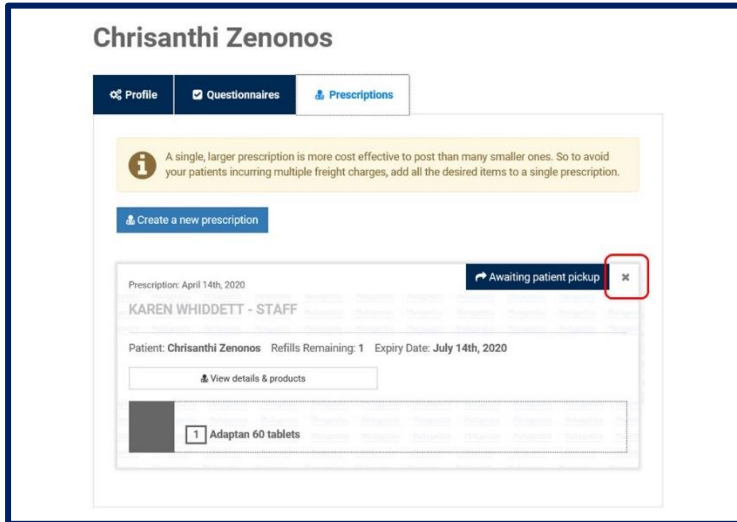 Chrisanthi Zenonos
Profile
Questionnaires
Prescriptions
A single, larger prescription is more cost effective to post than many smaller ones. So to avoid
your patients incurring multiple freight charges, add all the desired items to a single prescription.
Create a new prescription
Awaiting patient pickup
Prescription: April 14th, 2020
KAREN WHIDDETT - STAFF
Patient: Chrisanthi Zenonos Refills Remaining: 1 Expiry Date: July 14th, 2020
View details & products
1 Adaptan 60 tablets